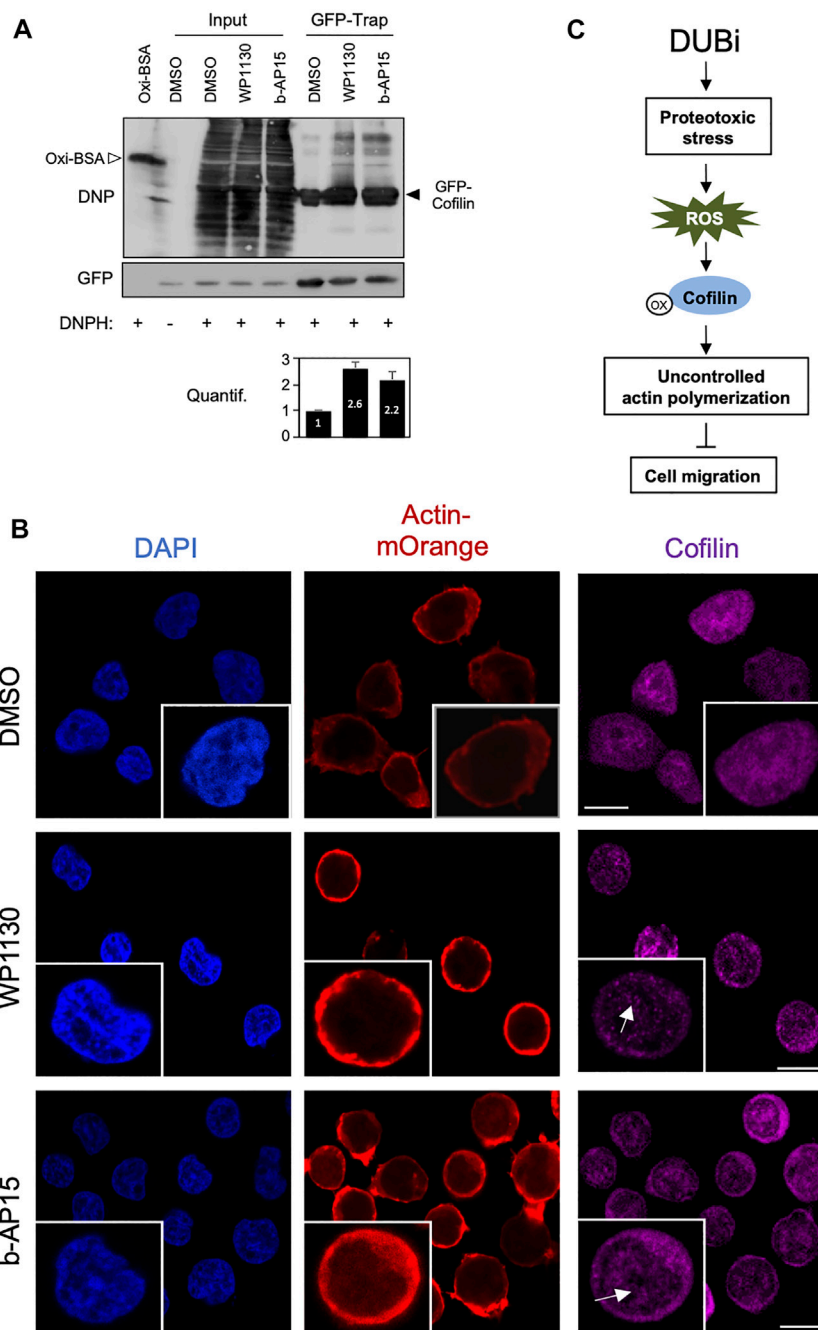 A
Input
GFP-Trap
Oxi-BSA
DMSO
DMSO
WP1130
b-AP15
DMSO
WP1130
b-AP15
Oxi-BSA
DNP
GFP-
Cofilin
GFP
DNPH: + - + + + + + +
Quantif.
3
2
1
0
1
2.6
2.2
C
DUBi
Proteotoxic
stress
ROS
OX
Cofilin
Uncontrolled
actin polymerization
Cell migration
B
DAPI
Actin-
mOrange
Cofilin
DMSO
WP1130
b-AP15